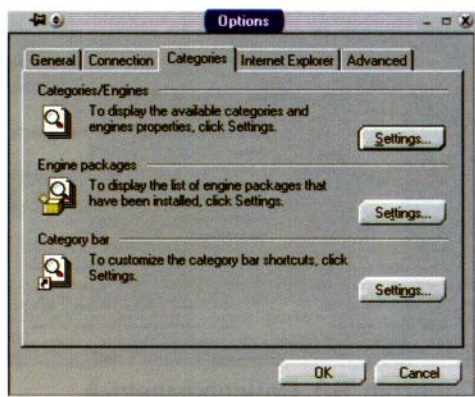 Options
General Connection Categories Internet Explorer Advanced
Categories/Engines
To display the available categories and
engines properties, click Settings.
Settings...
Engine packages
To display the list of engine packages that
have been installed, click Settings.
Settings...
Category bar
To customize the category bar shortcuts, click
Settings.
Settings...
OK Cancel